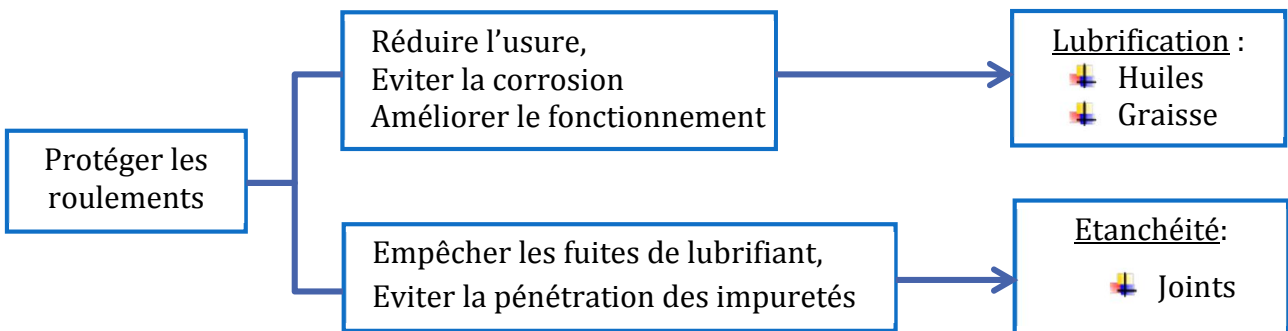 Protéger les
roulements
Réduire l’usure,
Eviter la corrosion
Améliorer le fonctionnement
Lubrification :
Huiles
Graisse
Empêcher les fuites de lubrifiant,
Eviter la pénétration des impuretés
Etanchéité:
Joints